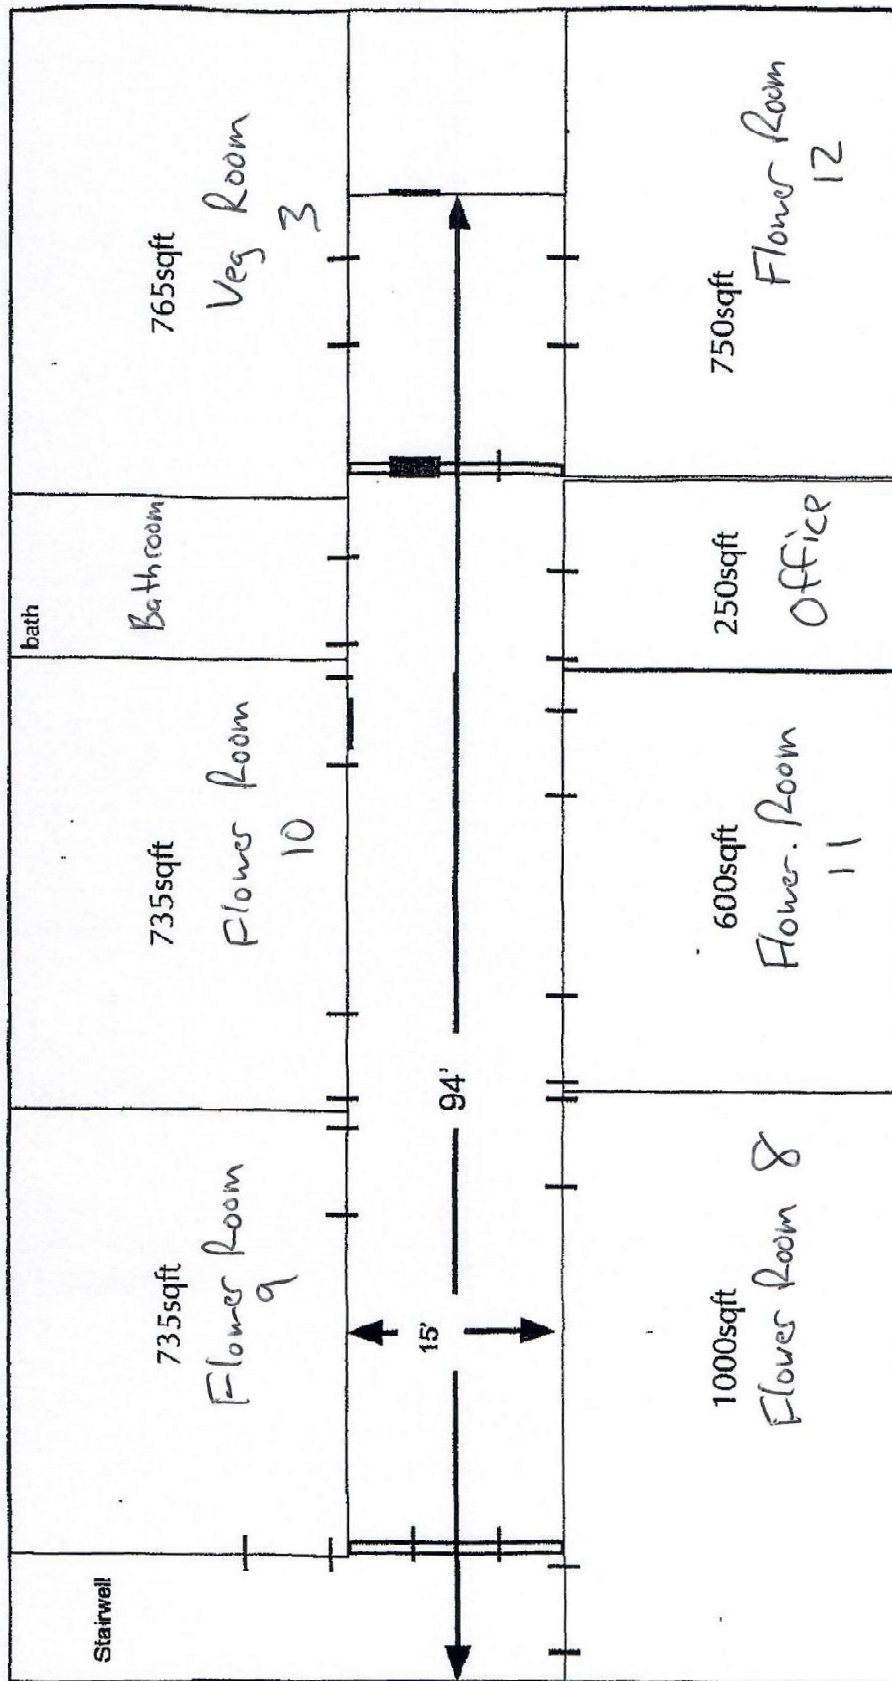 Stairwell
735sqft
Flower Room
9
735sqft
Flower Room
10
bath
Bathroom
765sqft
Veg Room
3
15'
94'
1000sqft
Flower Room 8
600sqft
Flower. Room
11
250sqft
Office
750sqft
Flower Room
12